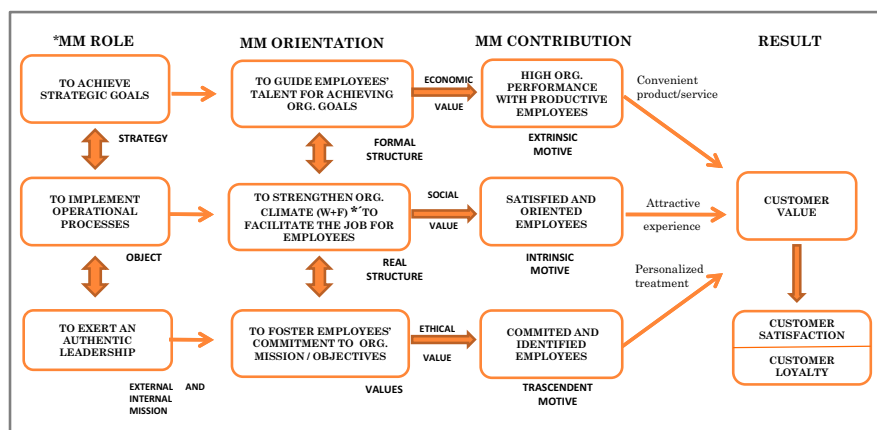 *MM ROLE
MM ORIENTATION
MM CONTRIBUTION
RESULT
TO ACHIEVE
STRATEGIC GOALS
TO GUIDE EMPLOYEES’
TALENT FOR ACHIEVING
ORG. GOALS
ECONOMIC
VALUE
HIGH ORG.
PERFORMANCE
WITH PRODUCTIVE
EMPLOYEES
Convenient
product/service
STRATEGY
FORMAL
STRUCTURE
EXTRINSIC
MOTIVE
TO IMPLEMENT
OPERATIONAL
PROCESSES
TO STRENGTHEN ORG.
CLIMATE (W+F) *´TO
FACILITATE THE JOB FOR
EMPLOYEES
SOCIAL
VALUE
SATISFIED AND
ORIENTED
EMPLOYEES
Attractive
experience
CUSTOMER
VALUE
OBJECT
REAL
STRUCTURE
INTRINSIC
MOTIVE
Personalized
treatment
TO EXERT AN
AUTHENTIC
LEADERSHIP
TO FOSTER EMPLOYEES’
COMMITMENT TO ORG.
MISSION / OBJECTIVES
ETHICAL
VALUE
COMMITED AND
IDENTIFIED
EMPLOYEES
CUSTOMER
SATISFACTION
CUSTOMER
LOYALTY
EXTERNAL AND
INTERNAL
MISSION
VALUES
TRASCENDENT
MOTIVE